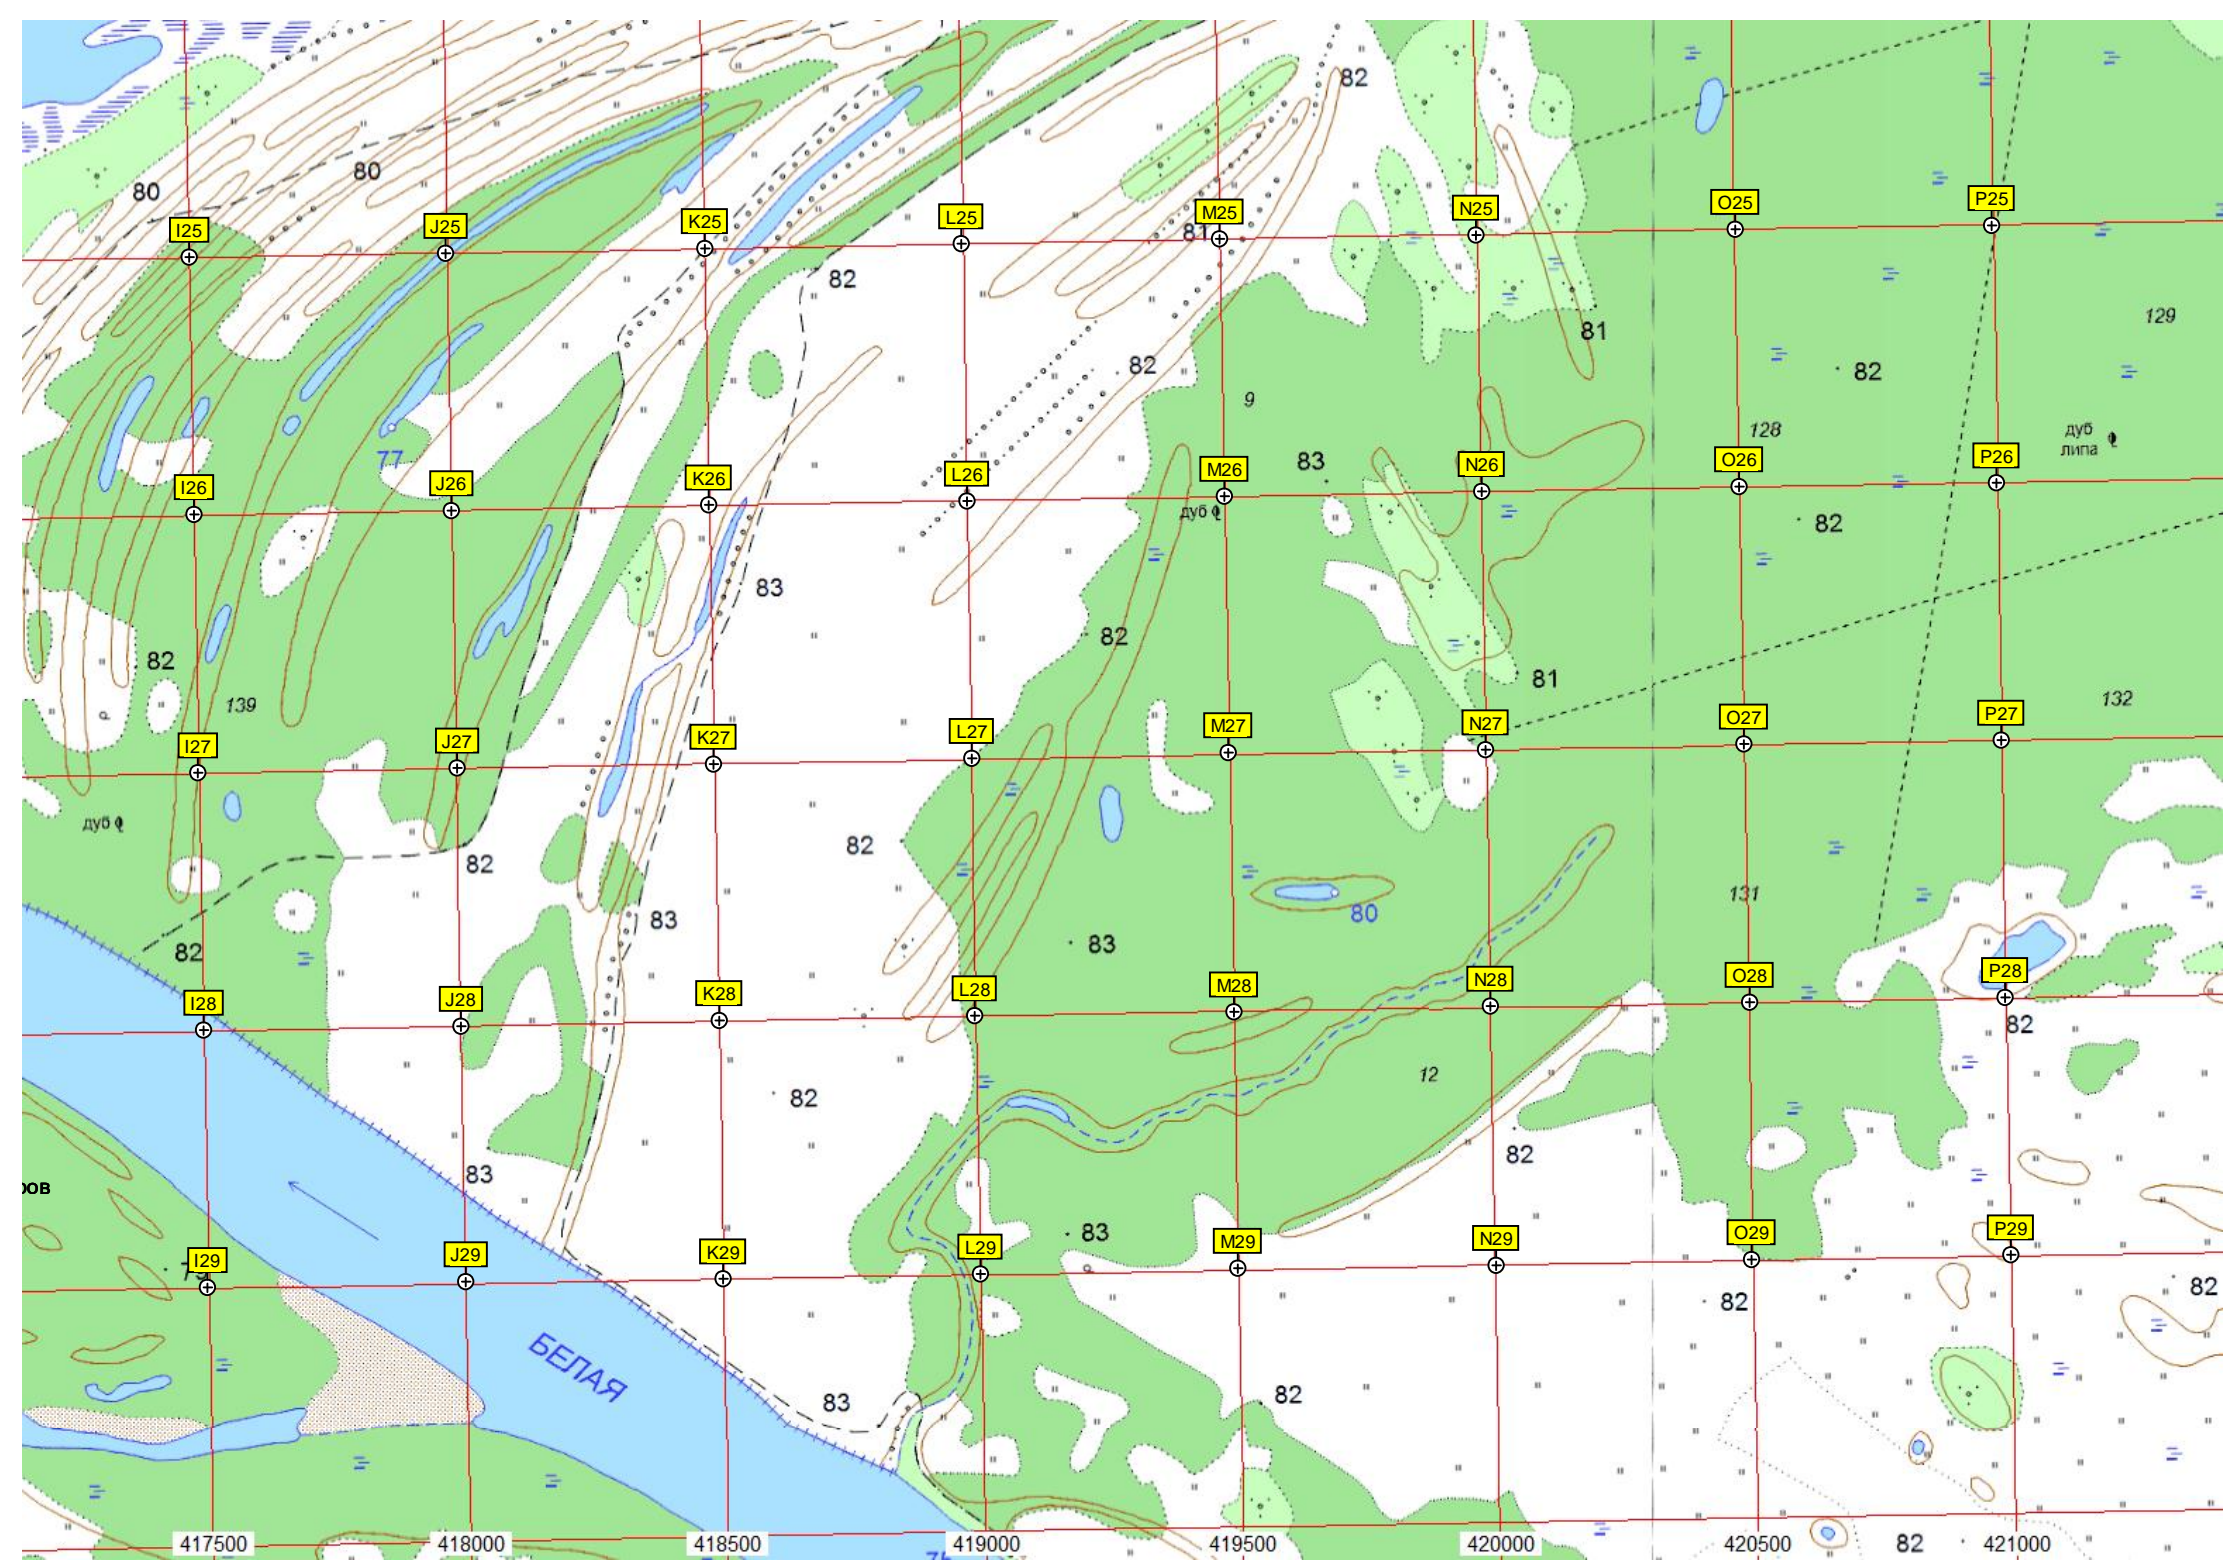 82
80
80
I25
J25
K25
L25
M25
81
N25
O25
P25
82
129
81
82
82
9
128
дуб
липа
77
83
I26
J26
K26
L26
M26
N26
O26
P26
дуб
82
83
82
82
81
139
132
I27
J27
K27
L27
M27
N27
O27
P27
дуб
82
82
131
80
83
83
82
I28
J28
K28
L28
M28
N28
O28
P28
82
12
82
82
83
ров
83
I29
J29
K29
L29
M29
N29
O29
P29
82
82
БЕЛАЯ
83
82
82
417500
418000
418500
419000
419500
420000
420500
421000